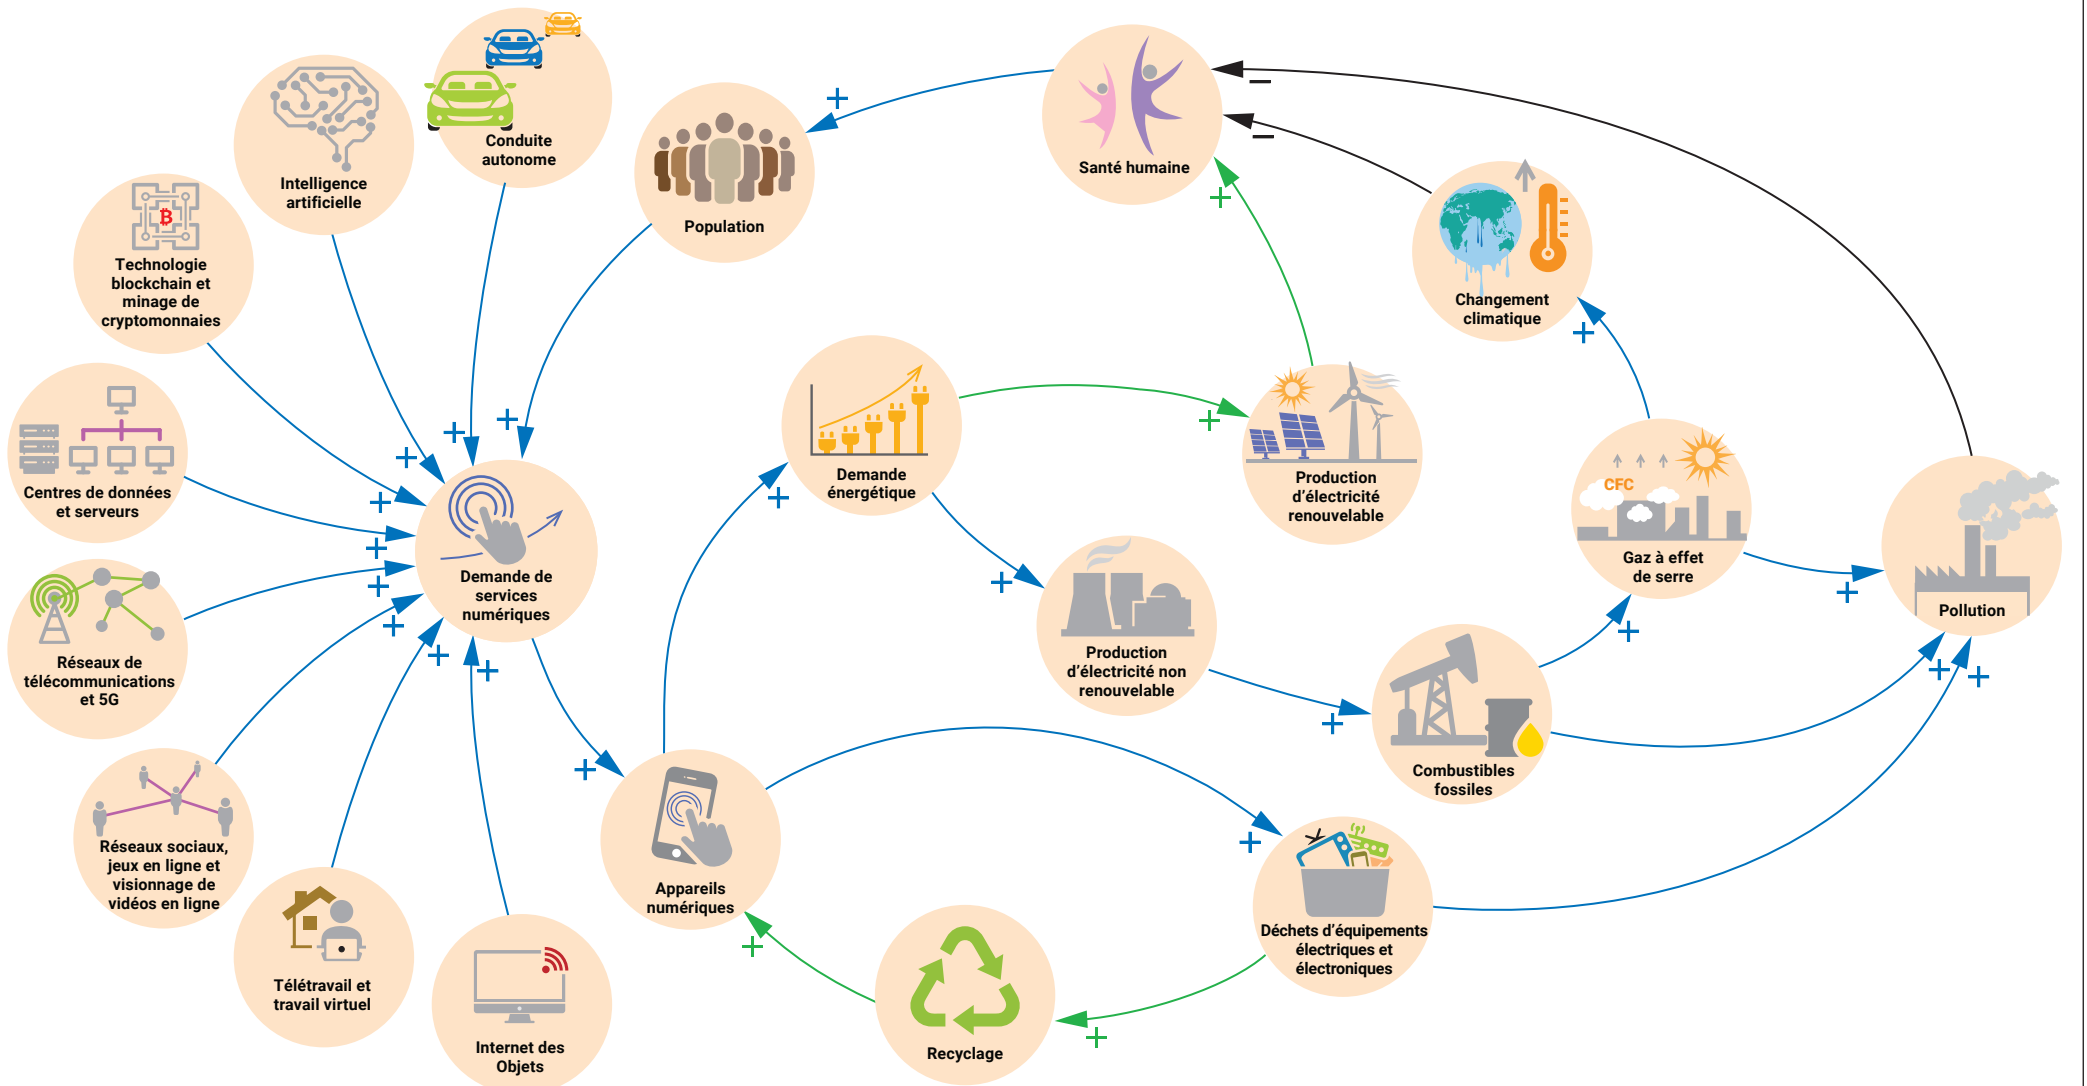 Conduite
autonome
Intelligence
artificielle
Technologie
blockchain et
minage de
cryptomonnaies
Centres de données
et serveurs
Réseaux de
télécommunications
et 5G
Réseaux sociaux,
jeux en ligne et
visionnage de
vidéos en ligne
Télétravail et
travail virtuel
Internet des
Objets
Demande de
services
numériques
Population
Santé humaine
Changement
climatique
Demande
énergétique
Production
d’électricité
renouvelable
Production
d’électricité non
renouvelable
CFC
Gaz à effet
de serre
Pollution
Combustibles
fossiles
Appareils
numériques
Déchets d’équipements
électriques et
électroniques
Recyclage